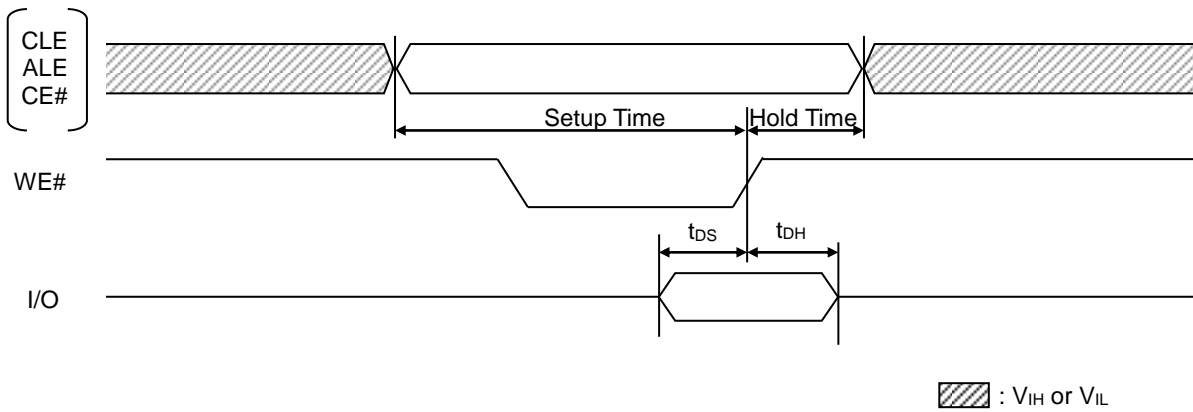 CLE
ALE
CE#
Setup Time
Hold Time
WE#
tDS
tDH
I/O
: VIH or VIL